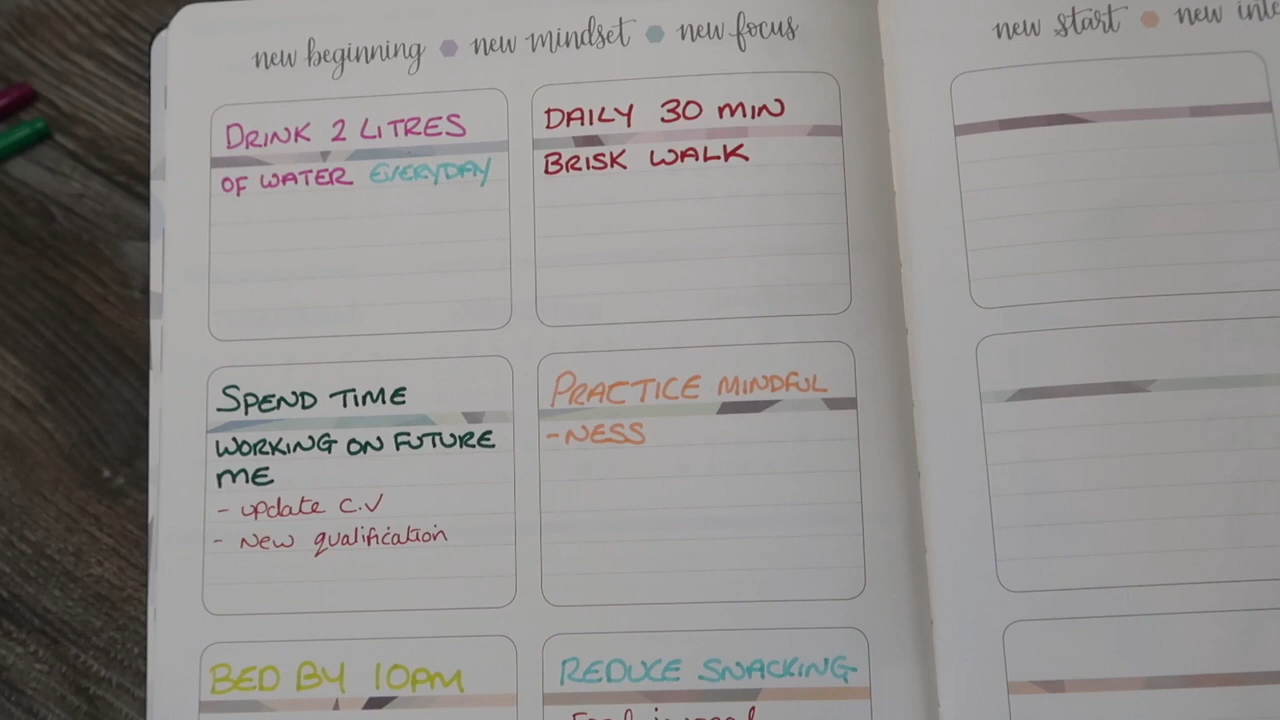 new beginning new mindset new focus
DRINK 2 LITRES
OF WATER EVERYDAY
DAILY 30 MIN
BRISK WALK
SPEND TIME
WORKING ON FUTURE
ME
- update C.V
- New qualification
PRACTICE MINDFUL
-NESS
BED BY 10PM
REDUCE SNACKING
new start new